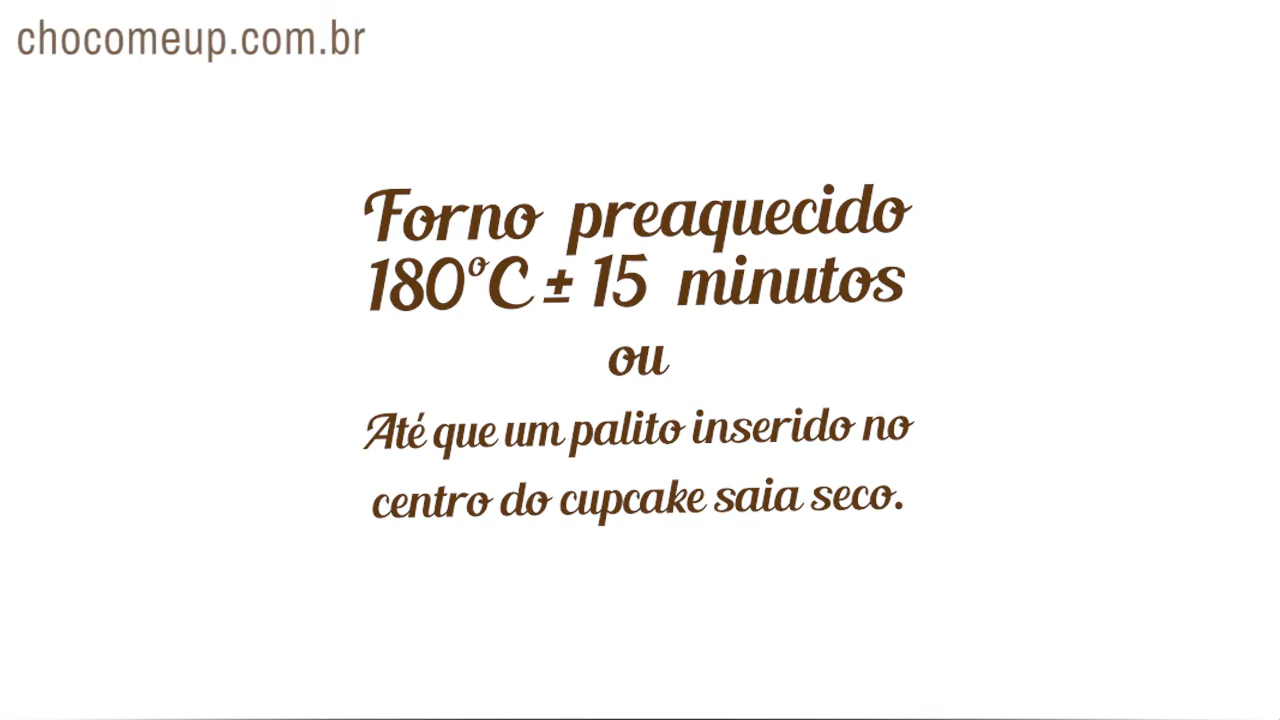 chocomeup.com.br
Forno preaquecido
180ºC ± 15 minutos
ou
Até que um palito inserido no
centro do cupcake saia seco.